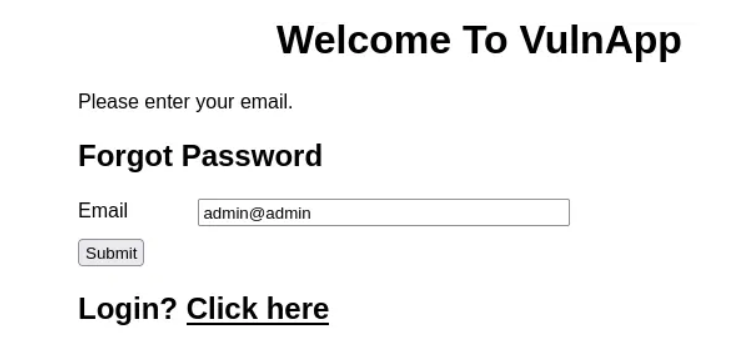 Welcome To VulnApp
Please enter your email.
Forgot Password
Email admin@admin
Submit
Login? Click here